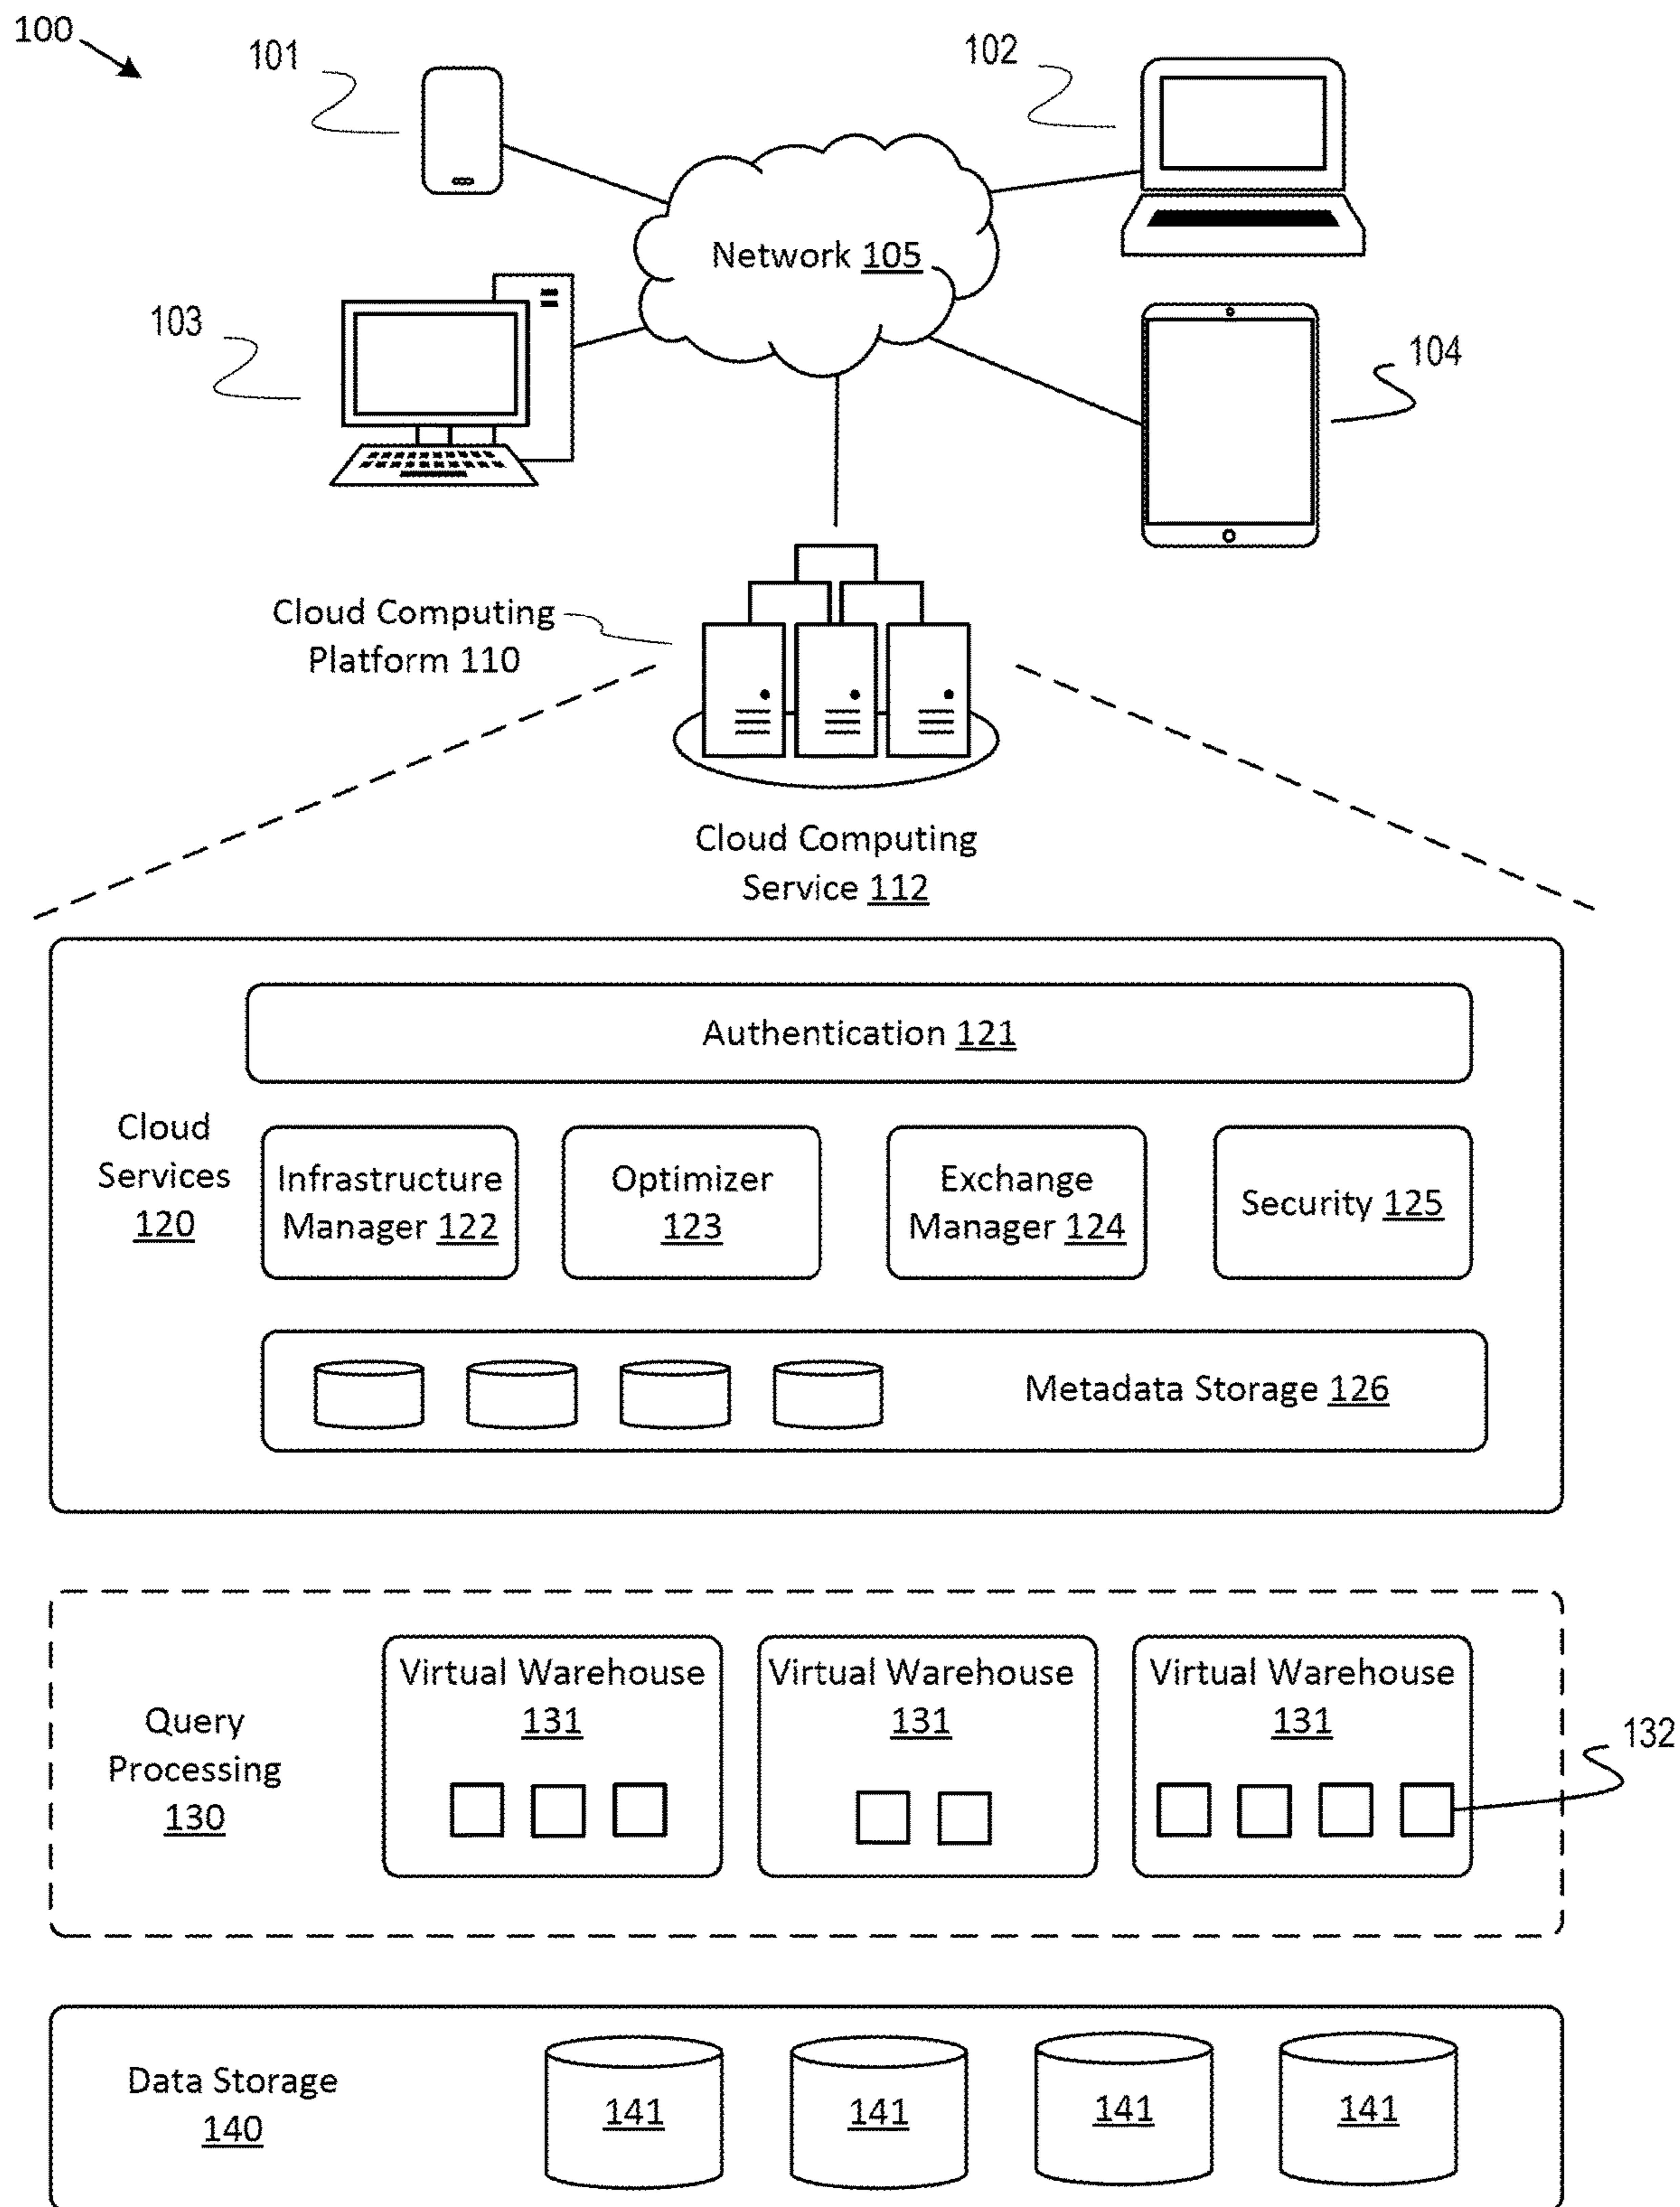 100
101
102
Network 105
103
104
Cloud Computing
Platform 110
Cloud Computing
Service 112
Authentication 121
Cloud
Services
120
Infrastructure
Manager 122
Optimizer
123
Exchange
Manager 124
Security 125
Metadata Storage 126
Query
Processing
130
Virtual Warehouse
131
Virtual Warehouse
131
Virtual Warehouse
131
132
Data Storage
140
141
141
141
141